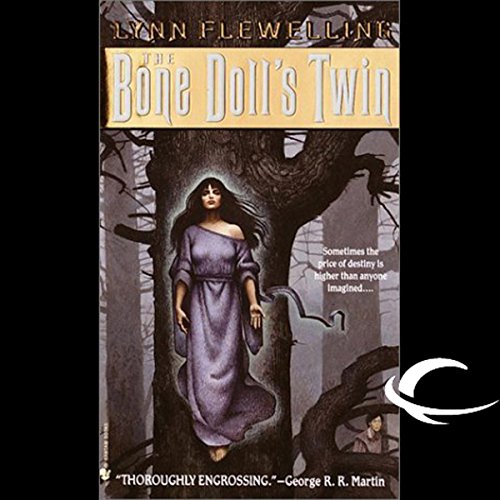 LYNN FLEWELLING
THE
BONE DOLL'S TWIN
Sometimes the
price of destiny is
higher than anyone
imagined....
"THOROUGHLY ENGROSSING."—George R. R. Martin